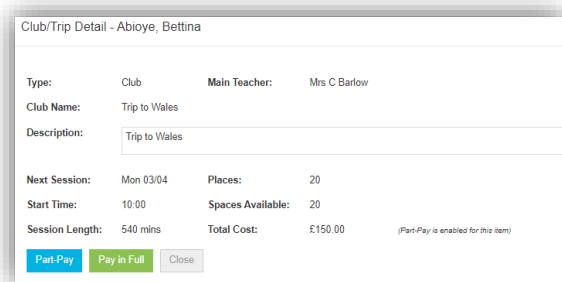 Club/Trip Detail - Abioye, Bettina
Type: Club Main Teacher: Mrs C Barlow
Club Name: Trip to Wales
Description: Trip to Wales
Next Session: Mon 03/04 Places: 20
Start Time: 10:00 Spaces Available: 20
Session Length: 540 mins Total Cost: £150.00 (Part-Pay is enabled for this item)
Part-Pay Pay in Full Close